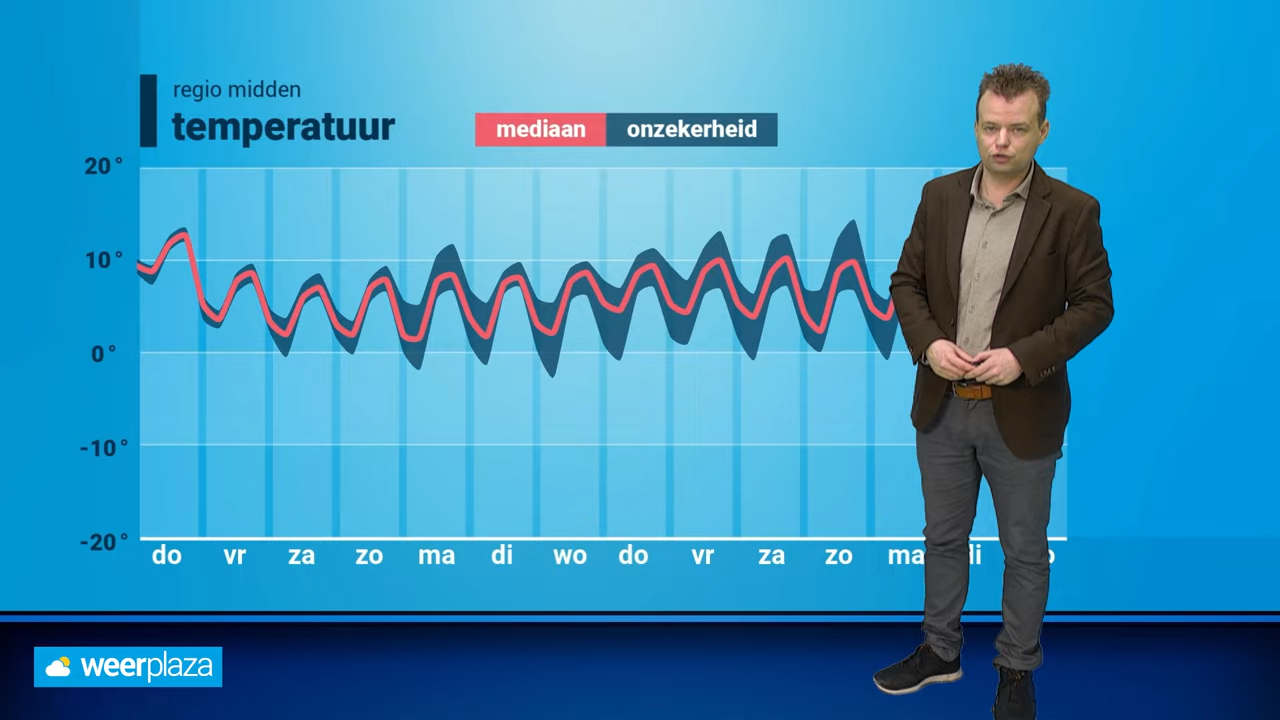 regio midden
temperatuur
mediaan onzekerheid
20°
10°
0°
-10°
-20°
do vr za zo ma di wo do vr za zo ma
weerplaza